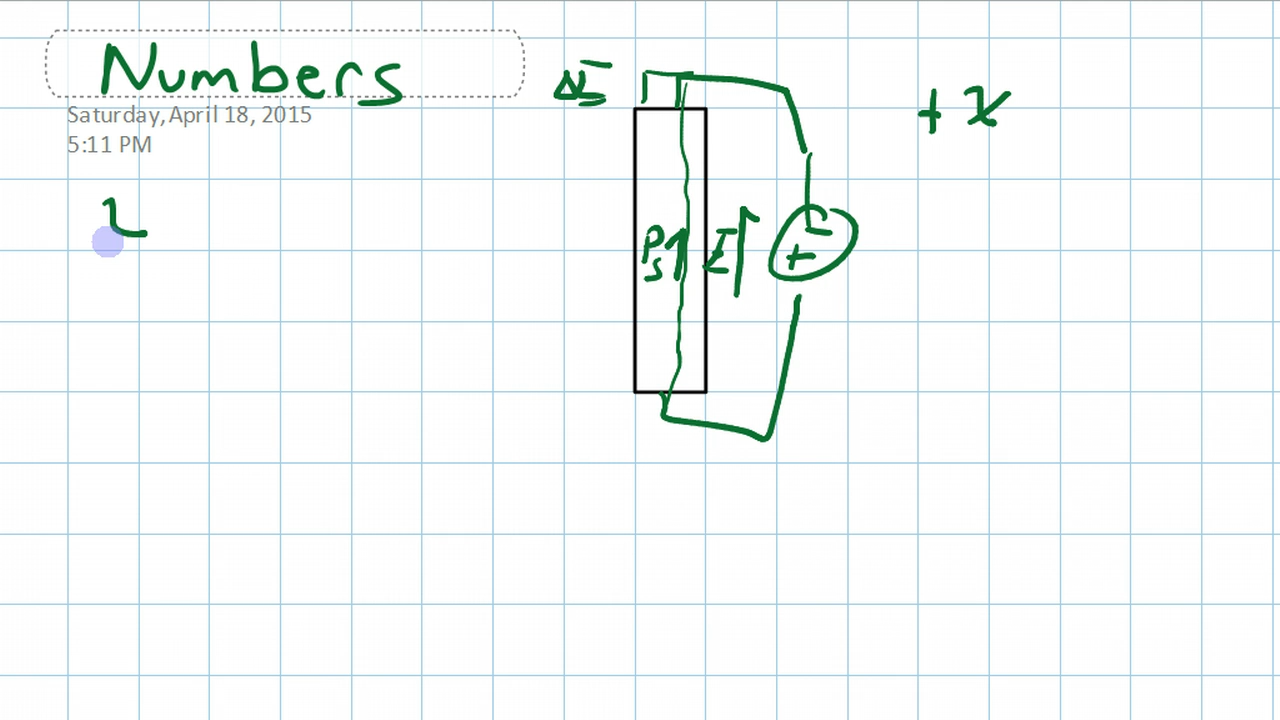 Numbers
Saturday, April 18, 2015
5:11 PM
+ x
L
P I
S
+ -